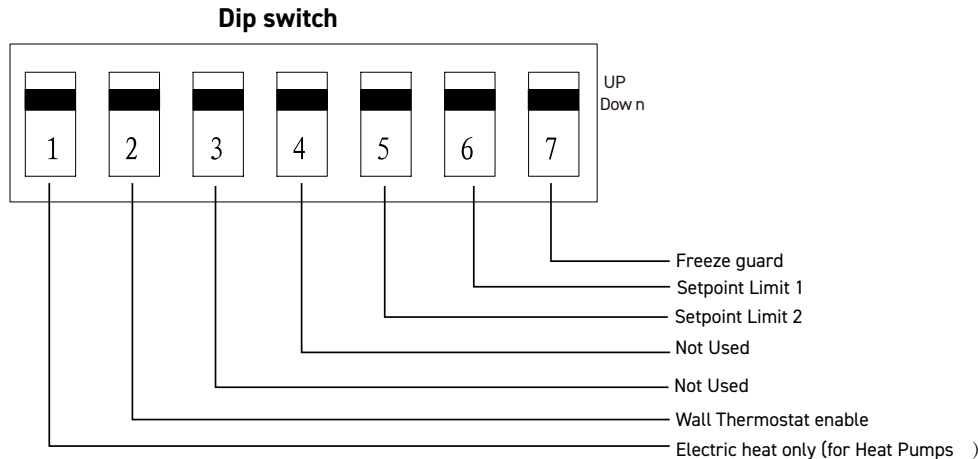 Dip switch
UP
Dow n
1 2 3 4 5 6 7
Freeze guard
Setpoint Limit 1
Setpoint Limit 2
Not Used
Not Used
Wall Thermostat enable
Electric heat only (for Heat Pumps )